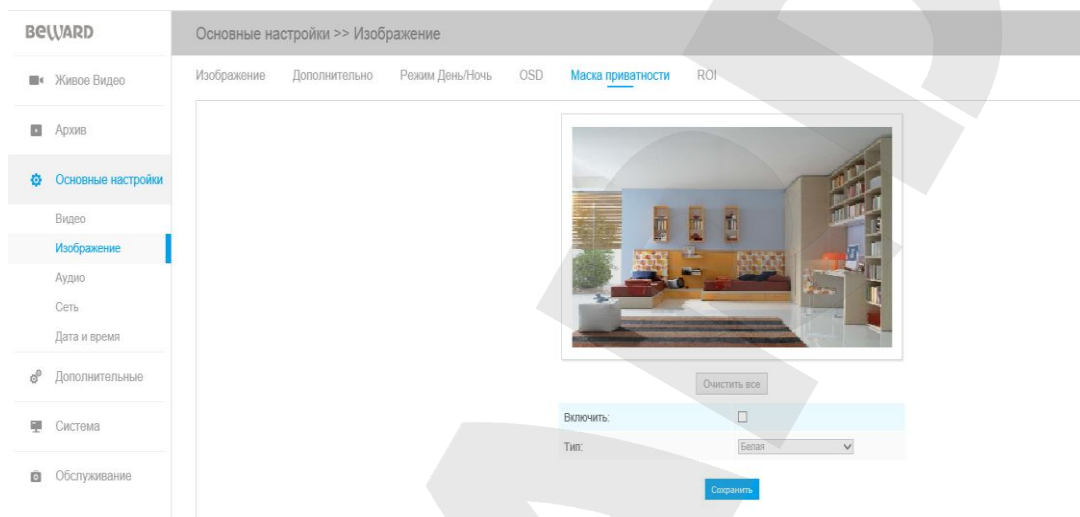 BEWARD
Основные настройки >> Изображение
Живое Видео
Изображение Дополнительно Режим День/Ночь OSD Маска приватности ROI
Архив
Основные настройки
Видео
Изображение
Аудио
Сеть
Дата и время
Дополнительные
Система
Обслуживание
Очистить все
Включить:
Тип: Белая
Сохранить